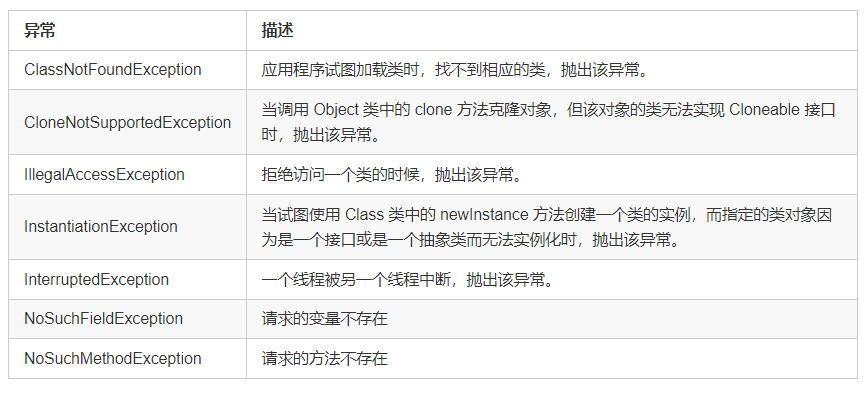 异常 描述
ClassNotFoundException 应用程序试图加载类时，找不到相应的类，抛出该异常。
CloneNotSupportedException 当调用 Object 类中的 clone 方法克隆对象，但该对象的类无法实现 Cloneable 接口
时，抛出该异常。
IllegalAccessException 拒绝访问一个类的时候，抛出该异常。
InstantiationException 当试图使用 Class 类中的 newInstance 方法创建一个类的实例，而指定的类对象因
为是一个接口或是一个抽象类而无法实例化时，抛出该异常。
InterruptedException 一个线程被另一个线程中断，抛出该异常。
NoSuchFieldException 请求的变量不存在
NoSuchMethodException 请求的方法不存在